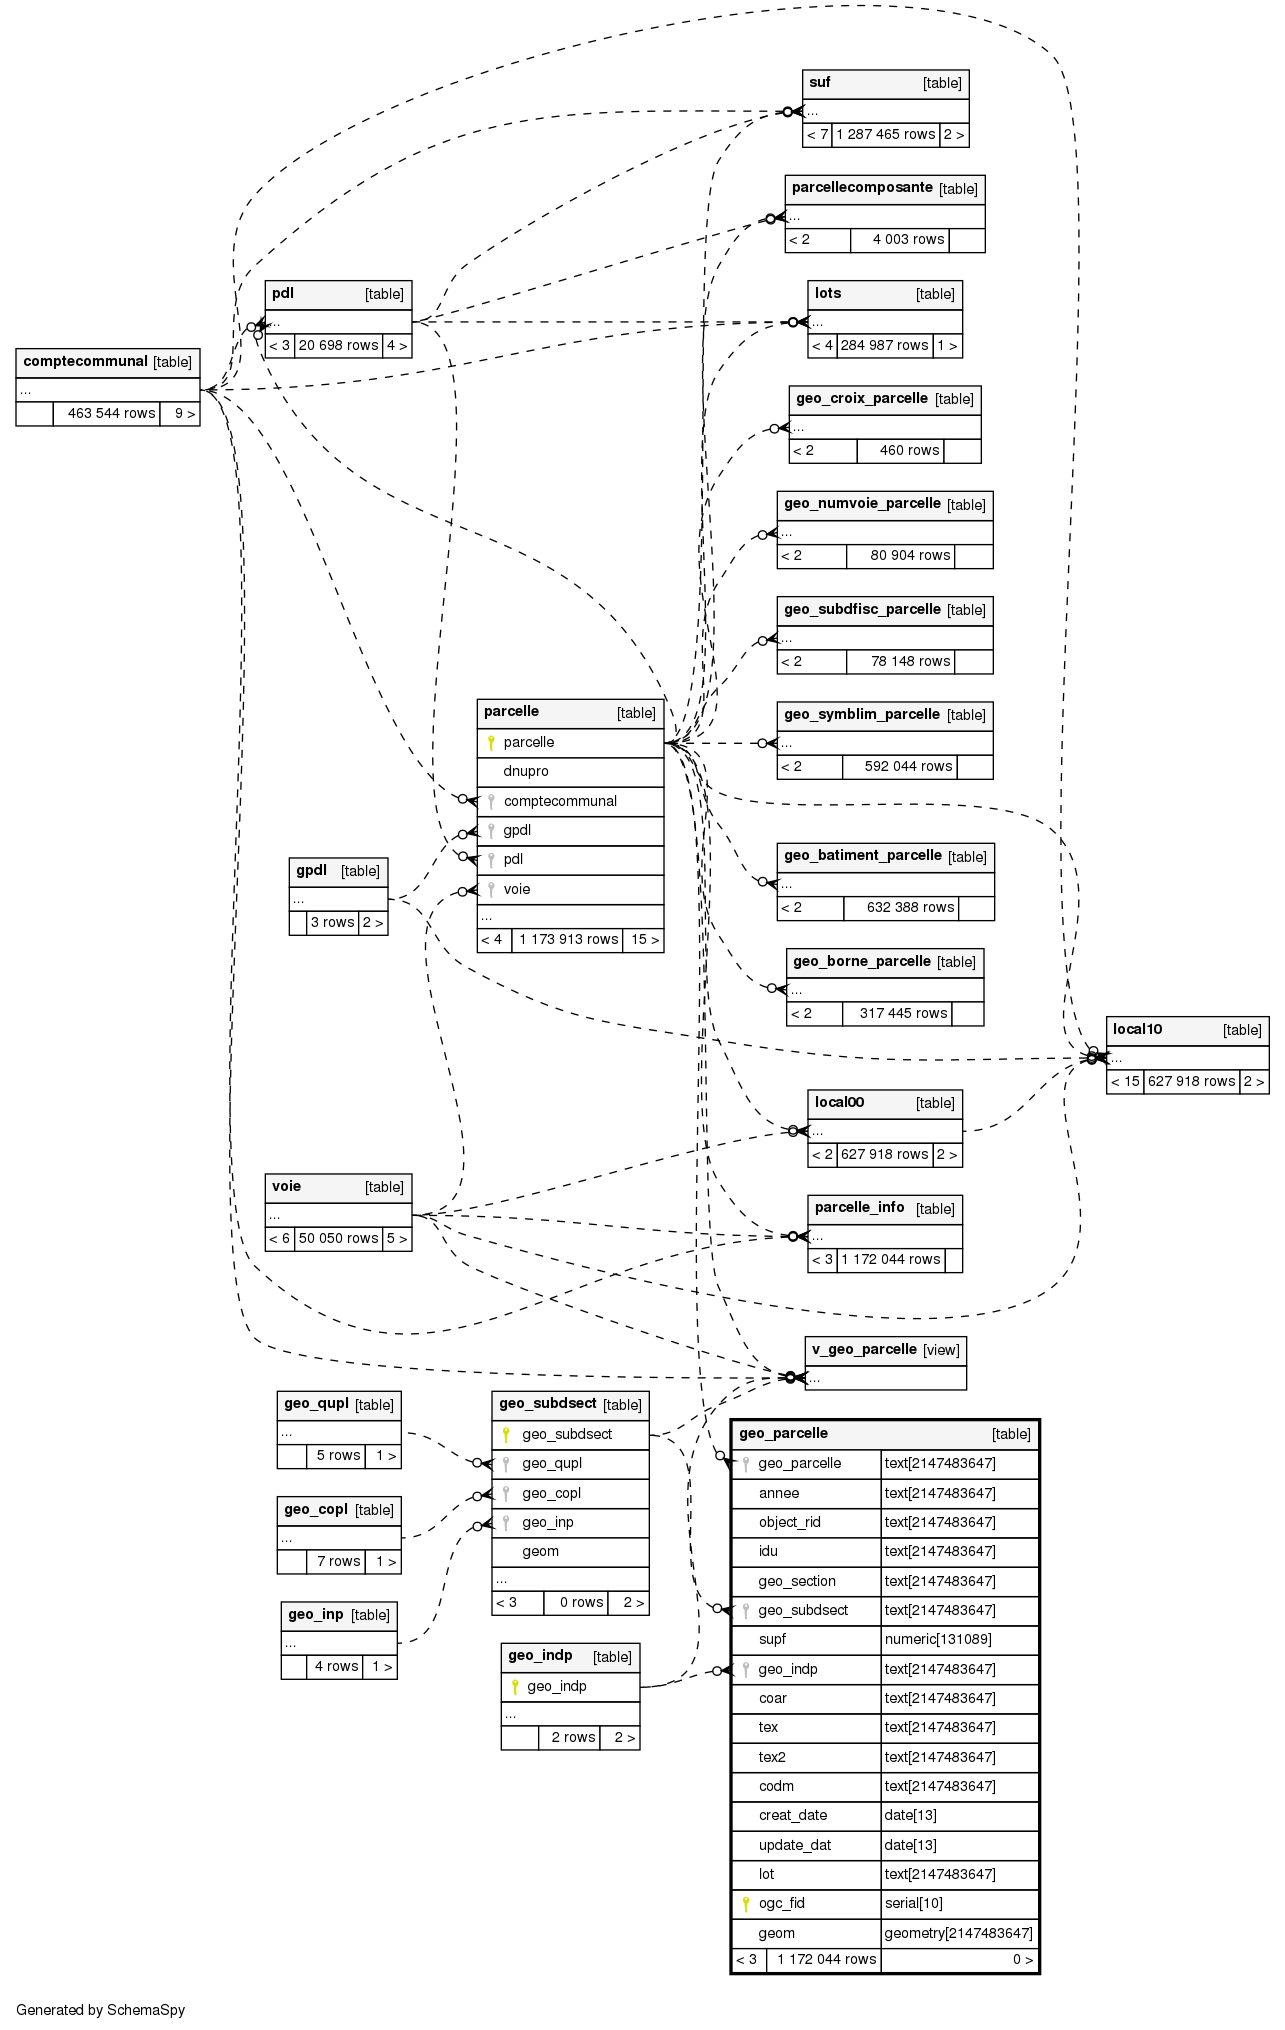 suf [table]
...
< 7 1 287 465 rows 2 >
parcellecomposante [table]
...
< 2 4 003 rows
pdl [table]
...
< 3 20 698 rows 4 >
lots [table]
...
< 4 284 987 rows 1 >
comptecommunal [table]
...
463 544 rows 9 >
geo_croix_parcelle [table]
...
< 2 460 rows
geo_numvoie_parcelle [table]
...
< 2 80 904 rows
geo_subdfisc_parcelle [table]
...
< 2 78 148 rows
parcelle [table]
parcelle
dnupro
comptecommunal
gpdl
pdl
voie
...
< 4 1 173 913 rows 15 >
geo_symblim_parcelle [table]
...
< 2 592 044 rows
geo_batiment_parcelle [table]
...
< 2 632 388 rows
gpdl [table]
...
3 rows 2 >
geo_borne_parcelle [table]
...
< 2 317 445 rows
local10 [table]
...
< 15 627 918 rows 2 >
local00 [table]
...
< 2 627 918 rows 2 >
voie [table]
...
< 6 50 050 rows 5 >
parcelle_info [table]
...
< 3 1 172 044 rows
v_geo_parcelle [view]
...
geo_qupl [table]
...
5 rows 1 >
geo_copl [table]
...
7 rows 1 >
geo_inp [table]
...
4 rows 1 >
geo_subdsect [table]
geo_subdsect
geo_qupl
geo_copl
geo_inp
geom
...
< 3 0 rows 2 >
geo_indp [table]
geo_indp
...
2 rows 2 >
geo_parcelle [table]
geo_parcelle text[2147483647]
annee text[2147483647]
object_rid text[2147483647]
idu text[2147483647]
geo_section text[2147483647]
geo_subdsect text[2147483647]
supf numeric[131089]
geo_indp text[2147483647]
coar text[2147483647]
tex text[2147483647]
tex2 text[2147483647]
codm text[2147483647]
creat_date date[13]
update_dat date[13]
lot text[2147483647]
ogc_fid serial[10]
geom geometry[2147483647]
< 3 1 172 044 rows 0 >
Generated by SchemaSpy